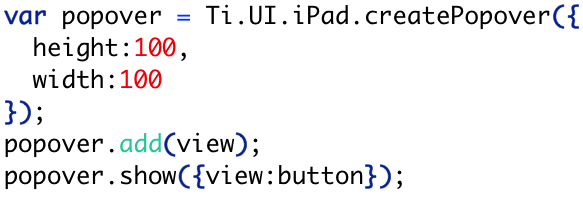 var popover = Ti.UI.iPad.createPopover({
  height:100,
  width:100
});
popover.add(view);
popover.show({view:button});